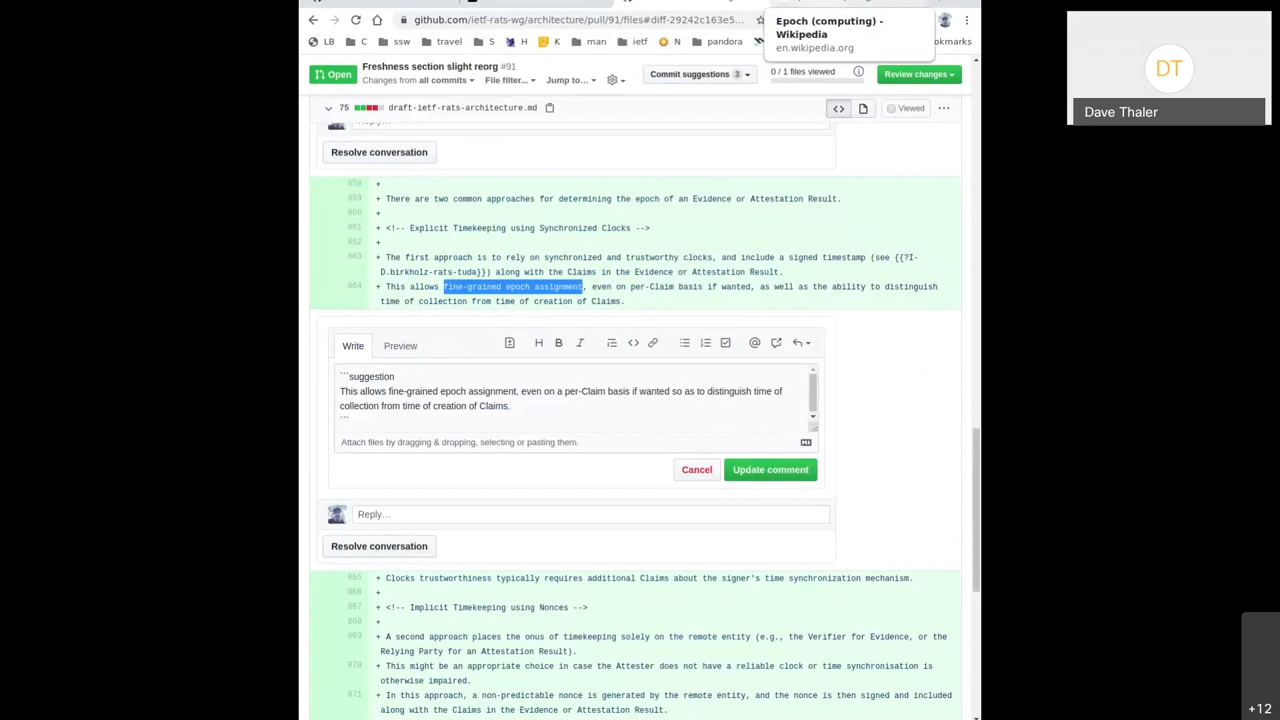 Epoch (computing) -
Wikipedia
en.wikipedia.org
github.com/ietf-rats-wg/architecture/pull/91/files#diff-29242c163e5...
LB C ssw travel S H K man ietf N pandora okmarks
Open Freshness section slight reorg #91
Changes from all commits File filter... Jump to...
Commit suggestions 3 0 / 1 files viewed Review changes
75 draft-ietf-rats-architecture.md Viewed
Resolve conversation
858 +
859 + There are two common approaches for determining the epoch of an Evidence or Attestation Result.
860 +
861 + <!-- Explicit Timekeeping using Synchronized Clocks -->
862 +
863 + The first approach is to rely on synchronized and trustworthy clocks, and include a signed timestamp (see {{?I-
D.birkholz-rats-tuda}}) along with the Claims in the Evidence or Attestation Result.
864 + This allows fine-grained epoch assignment, even on per-Claim basis if wanted, as well as the ability to distinguish
time of collection from time of creation of Claims.
Write Preview H B I @
```suggestion
This allows fine-grained epoch assignment, even on a per-Claim basis if wanted so as to distinguish time of
collection from time of creation of Claims.
```
Attach files by dragging & dropping, selecting or pasting them.
Cancel Update comment
Reply...
Resolve conversation
865 + Clocks trustworthiness typically requires additional Claims about the signer's time synchronization mechanism.
866 +
867 + <!-- Implicit Timekeeping using Nonces -->
868 +
869 + A second approach places the onus of timekeeping solely on the remote entity (e.g., the Verifier for Evidence, or the
Relying Party for an Attestation Result).
870 + This might be an appropriate choice in case the Attester does not have a reliable clock or time synchronisation is
otherwise impaired.
871 + In this approach, a non-predictable nonce is generated by the remote entity, and the nonce is then signed and included
along with the Claims in the Evidence or Attestation Result.
DT
Dave Thaler
+12